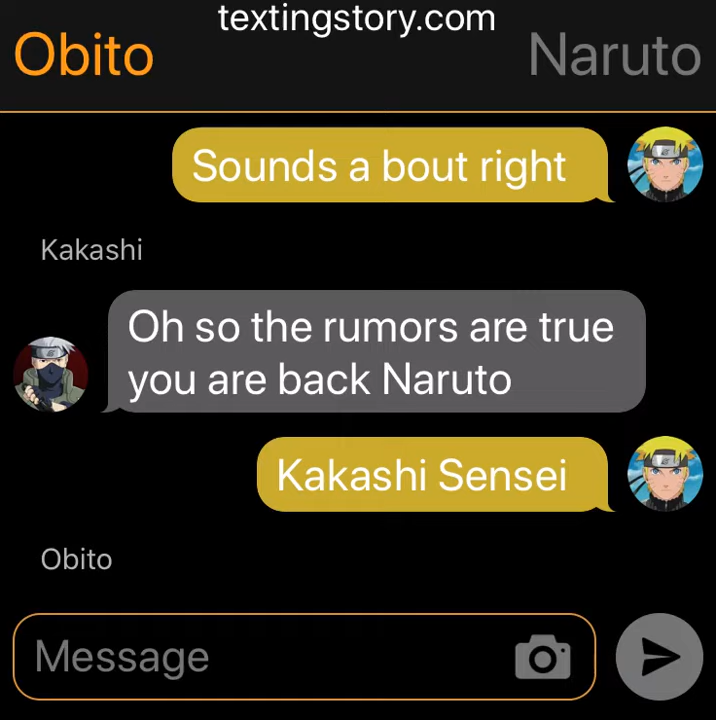 textingstory.com
Obito
Naruto
Sounds a bout right
Kakashi
Oh so the rumors are true
you are back Naruto
Kakashi Sensei
Obito
Message